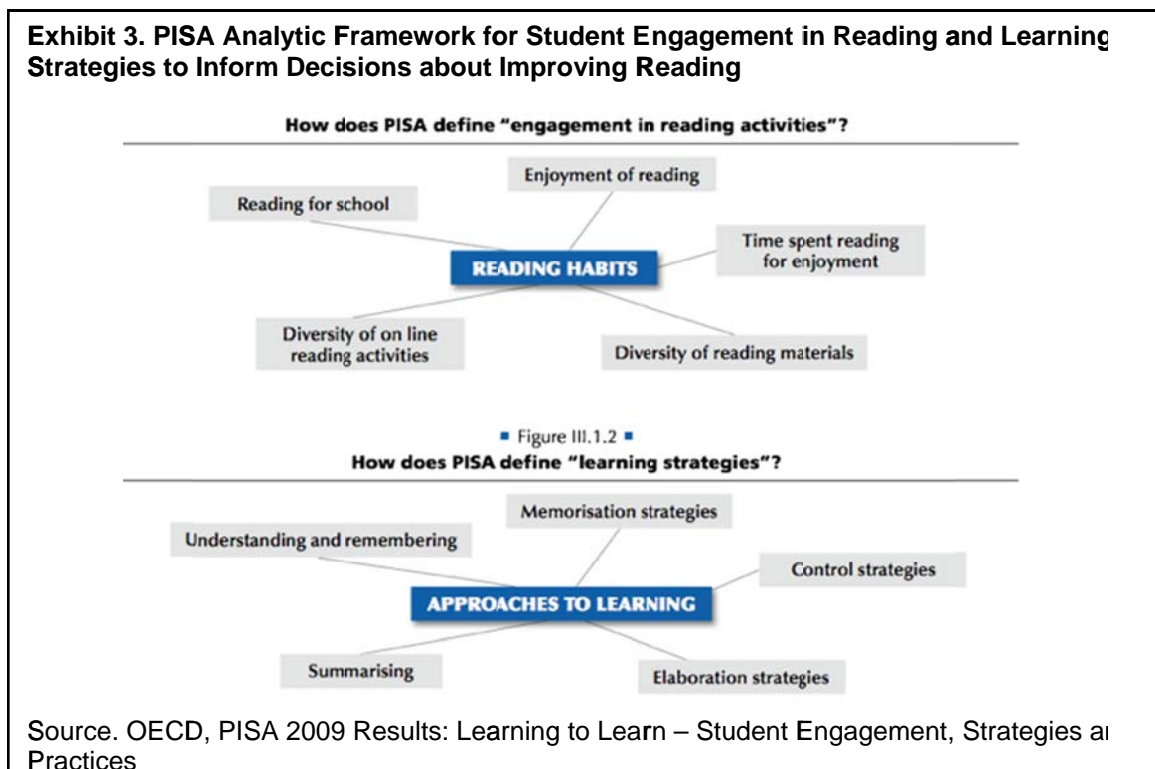 Exhibit 3. PISA Analytic Framework for Student Engagement in Reading and Learning
Strategies to Inform Decisions about Improving Reading
How does PISA define “engagement in reading activities”?
Enjoyment of reading
Reading for school
Time spent reading
for enjoyment
READING HABITS
Diversity of on line
reading activities
Diversity of reading materials
▪ Figure III.1.2 ▪
How does PISA define “learning strategies”?
Memorisation strategies
Understanding and remembering
Control strategies
APPROACHES TO LEARNING
Summarising
Elaboration strategies
Source. OECD, PISA 2009 Results: Learning to Learn – Student Engagement, Strategies
Practices